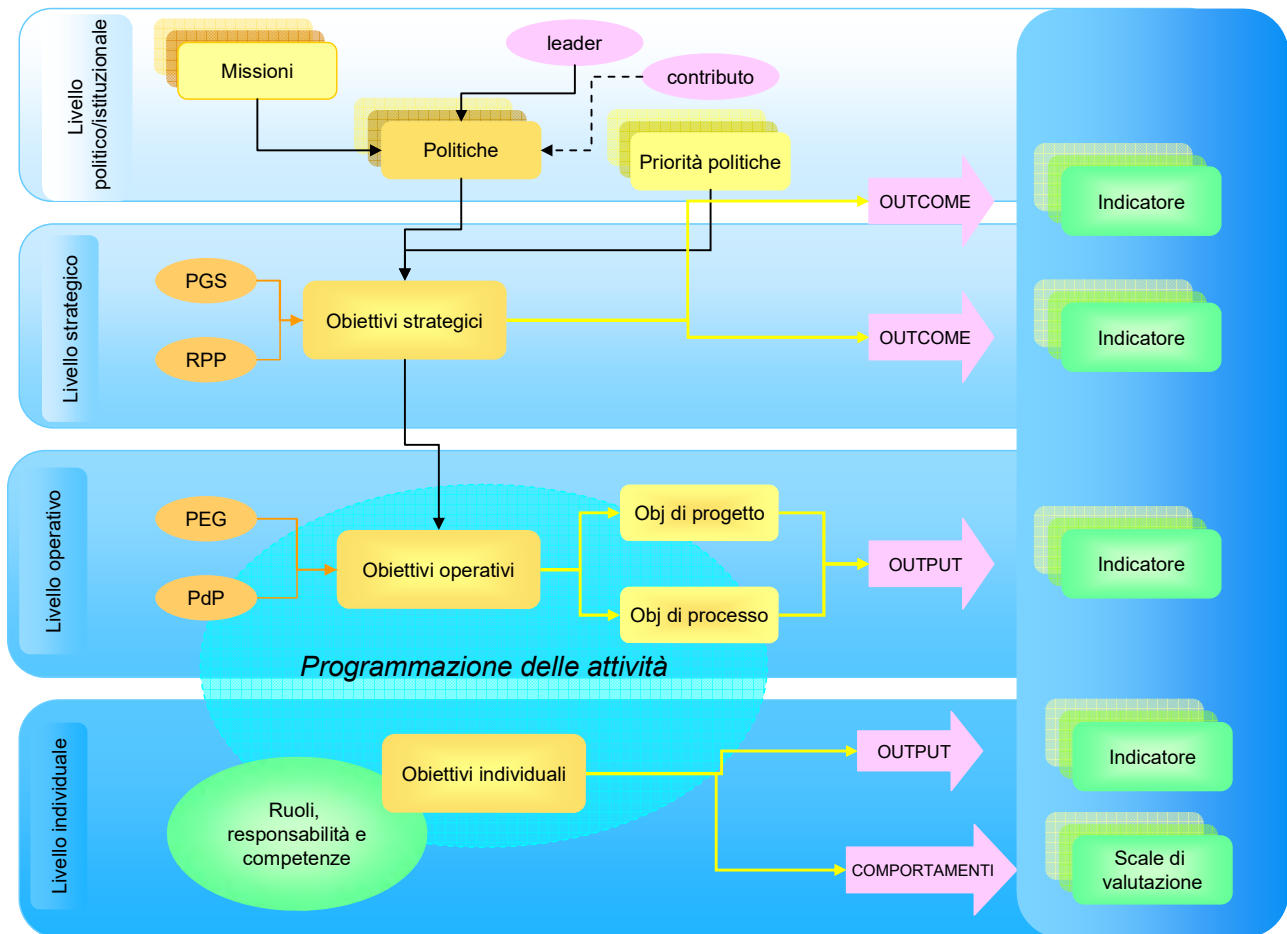 Livello
politico/istituzionale
Missioni
leader
contributo
Politiche
Priorità politiche
OUTCOME
Indicatore
Livello strategico
PGS
RPP
Obiettivi strategici
OUTCOME
Indicatore
Livello operativo
PEG
PdP
Obiettivi operativi
Obj di progetto
Obj di processo
OUTPUT
Indicatore
Programmazione delle attività
Livello individuale
Obiettivi individuali
Ruoli,
responsabilità e
competenze
OUTPUT
Indicatore
COMPORTAMENTI
Scale di
valutazione